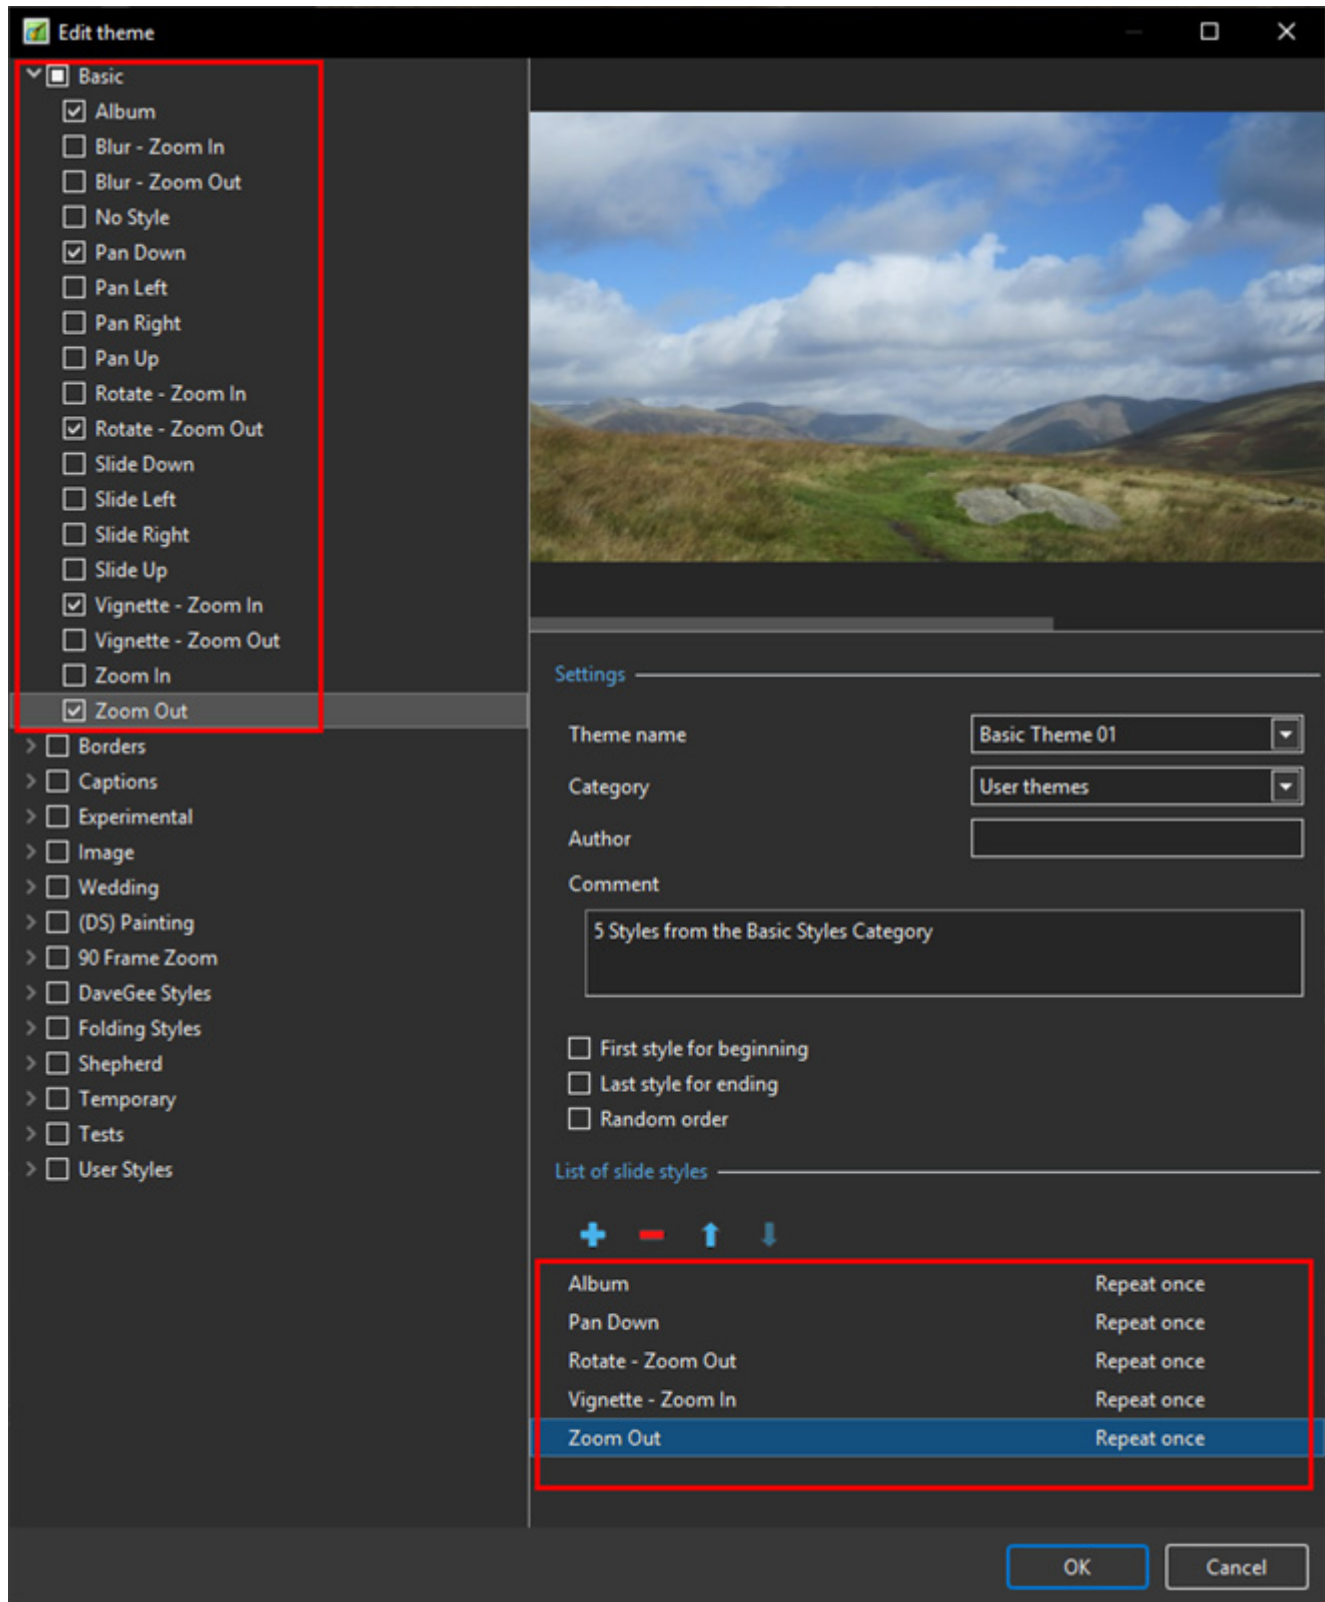 Edit theme
Basic
Album
Blur - Zoom In
Blur - Zoom Out
No Style
Pan Down
Pan Left
Pan Right
Pan Up
Rotate - Zoom In
Rotate - Zoom Out
Slide Down
Slide Left
Slide Right
Slide Up
Vignette - Zoom In
Vignette - Zoom Out
Zoom In
Zoom Out
Borders
Captions
Experimental
Image
Wedding
(DS) Painting
90 Frame Zoom
DaveGee Styles
Folding Styles
Shepherd
Temporary
Tests
User Styles
Settings
Theme name Basic Theme 01
Category User themes
Author
Comment
5 Styles from the Basic Styles Category
First style for beginning
Last style for ending
Random order
List of slide styles
Album Repeat once
Pan Down Repeat once
Rotate - Zoom Out Repeat once
Vignette - Zoom In Repeat once
Zoom Out Repeat once
OK Cancel